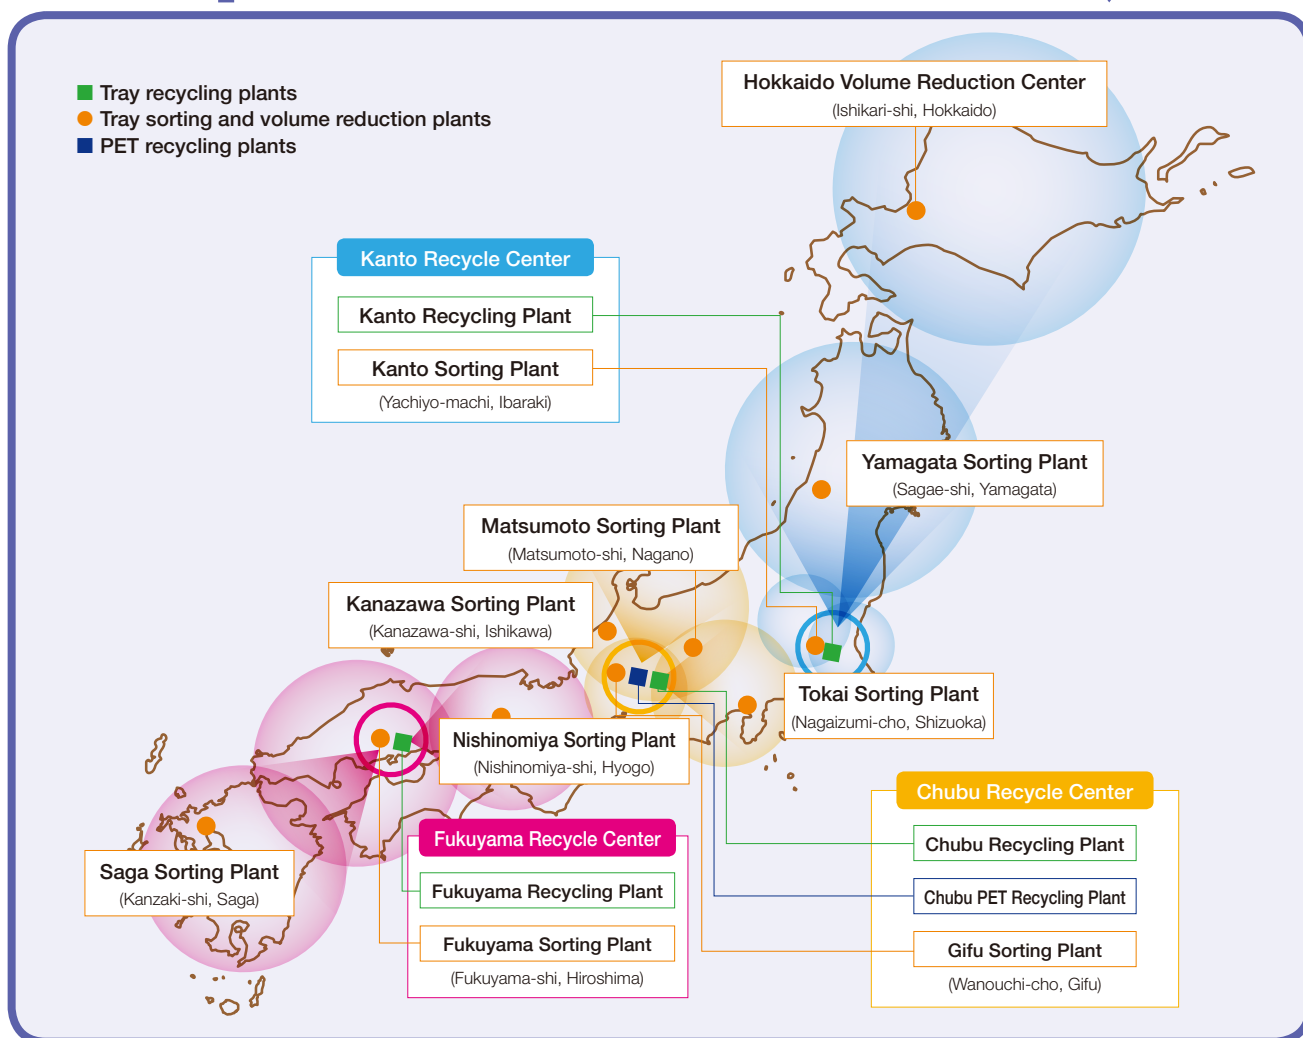 Tray recycling plants
Tray sorting and volume reduction plants
PET recycling plants
Hokkaido Volume Reduction Center
(Ishikari-shi, Hokkaido)
Kanto Recycle Center
Kanto Recycling Plant
Kanto Sorting Plant
(Yachiyo-machi, Ibaraki)
Yamagata Sorting Plant
(Sagae-shi, Yamagata)
Matsumoto Sorting Plant
(Matsumoto-shi, Nagano)
Kanazawa Sorting Plant
(Kanazawa-shi, Ishikawa)
Tokai Sorting Plant
(Nagaizumi-cho, Shizuoka)
Nishinomiya Sorting Plant
(Nishinomiya-shi, Hyogo)
Chubu Recycle Center
Chubu Recycling Plant
Chubu PET Recycling Plant
Gifu Sorting Plant
(Wanouchi-cho, Gifu)
Fukuyama Recycle Center
Fukuyama Recycling Plant
Fukuyama Sorting Plant
(Fukuyama-shi, Hiroshima)
Saga Sorting Plant
(Kanzaki-shi, Saga)